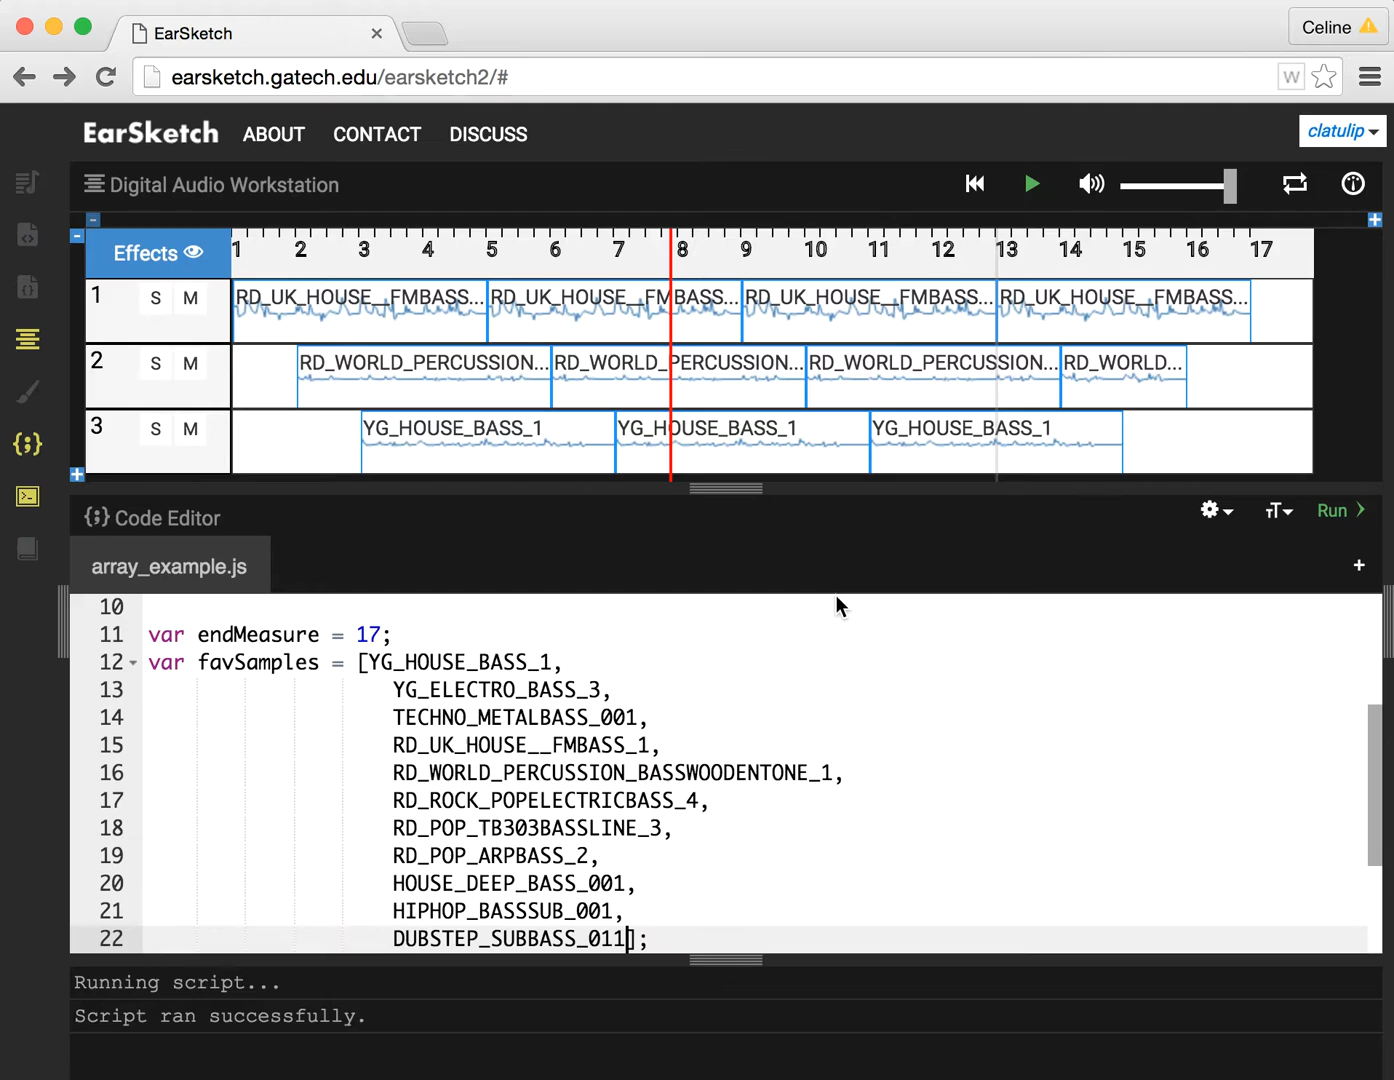 EarSketch
Celine
earsketch.gatech.edu/earsketch2/#
W
EarSketch ABOUT CONTACT DISCUSS
clatulip
Digital Audio Workstation
Effects 1 2 3 4 5 6 7 8 9 10 11 12 13 14 15 16 17
1 S M RD_UK_HOUSE__FMBASS... RD_UK_HOUSE__FMBASS... RD_UK_HOUSE__FMBASS... RD_UK_HOUSE__FMBASS...
2 S M RD_WORLD_PERCUSSION... RD_WORLD_PERCUSSION... RD_WORLD_PERCUSSION... RD_WORLD...
3 S M YG_HOUSE_BASS_1 YG_HOUSE_BASS_1 YG_HOUSE_BASS_1
{;} Code Editor
TT Run
array_example.js +
10
11 var endMeasure = 17;
12 var favSamples = [YG_HOUSE_BASS_1,
13 YG_ELECTRO_BASS_3,
14 TECHNO_METALBASS_001,
15 RD_UK_HOUSE__FMBASS_1,
16 RD_WORLD_PERCUSSION_BASSWOODENTONE_1,
17 RD_ROCK_POPELECTRICBASS_4,
18 RD_POP_TB303BASSLINE_3,
19 RD_POP_ARPBASS_2,
20 HOUSE_DEEP_BASS_001,
21 HIPHOP_BASSSUB_001,
22 DUBSTEP_SUBBASS_011];
Running script...
Script ran successfully.